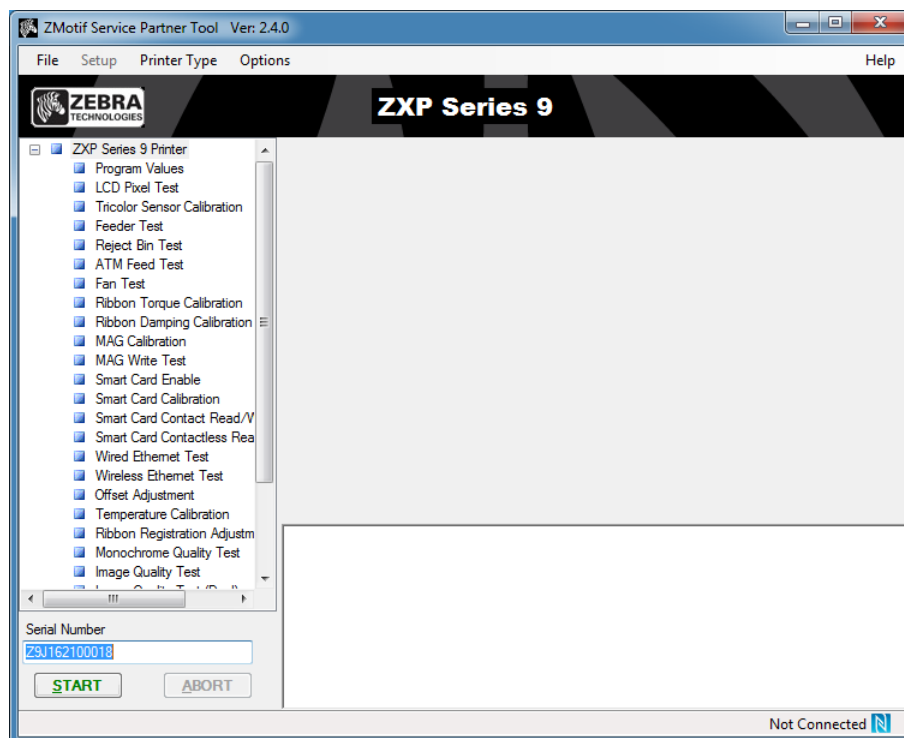 ZMotif Service Partner Tool Ver: 2.4.0
File Setup Printer Type Options Help
ZEBRA
TECHNOLOGIES
ZXP Series 9
ZXP Series 9 Printer
Program Values
LCD Pixel Test
Tricolor Sensor Calibration
Feeder Test
Reject Bin Test
ATM Feed Test
Fan Test
Ribbon Torque Calibration
Ribbon Damping Calibration
MAG Calibration
MAG Write Test
Smart Card Enable
Smart Card Calibration
Smart Card Contact Read/W
Smart Card Contactless Rea
Wired Ethernet Test
Wireless Ethernet Test
Offset Adjustment
Temperature Calibration
Ribbon Registration Adjustm
Monochrome Quality Test
Image Quality Test
Serial Number
Z9J162100018
START ABORT
Not Connected